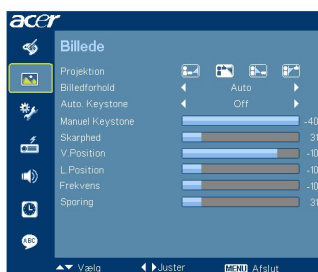 acer
Billede
Projektion
Billedforhold Auto
Auto. Keystone Off
Manuel Keystone -40
Skarphed 31
V.Position -10
L.Position -10
Frekvens -10
Sporing 31
ABC
Vælg Juster MENU Afslut